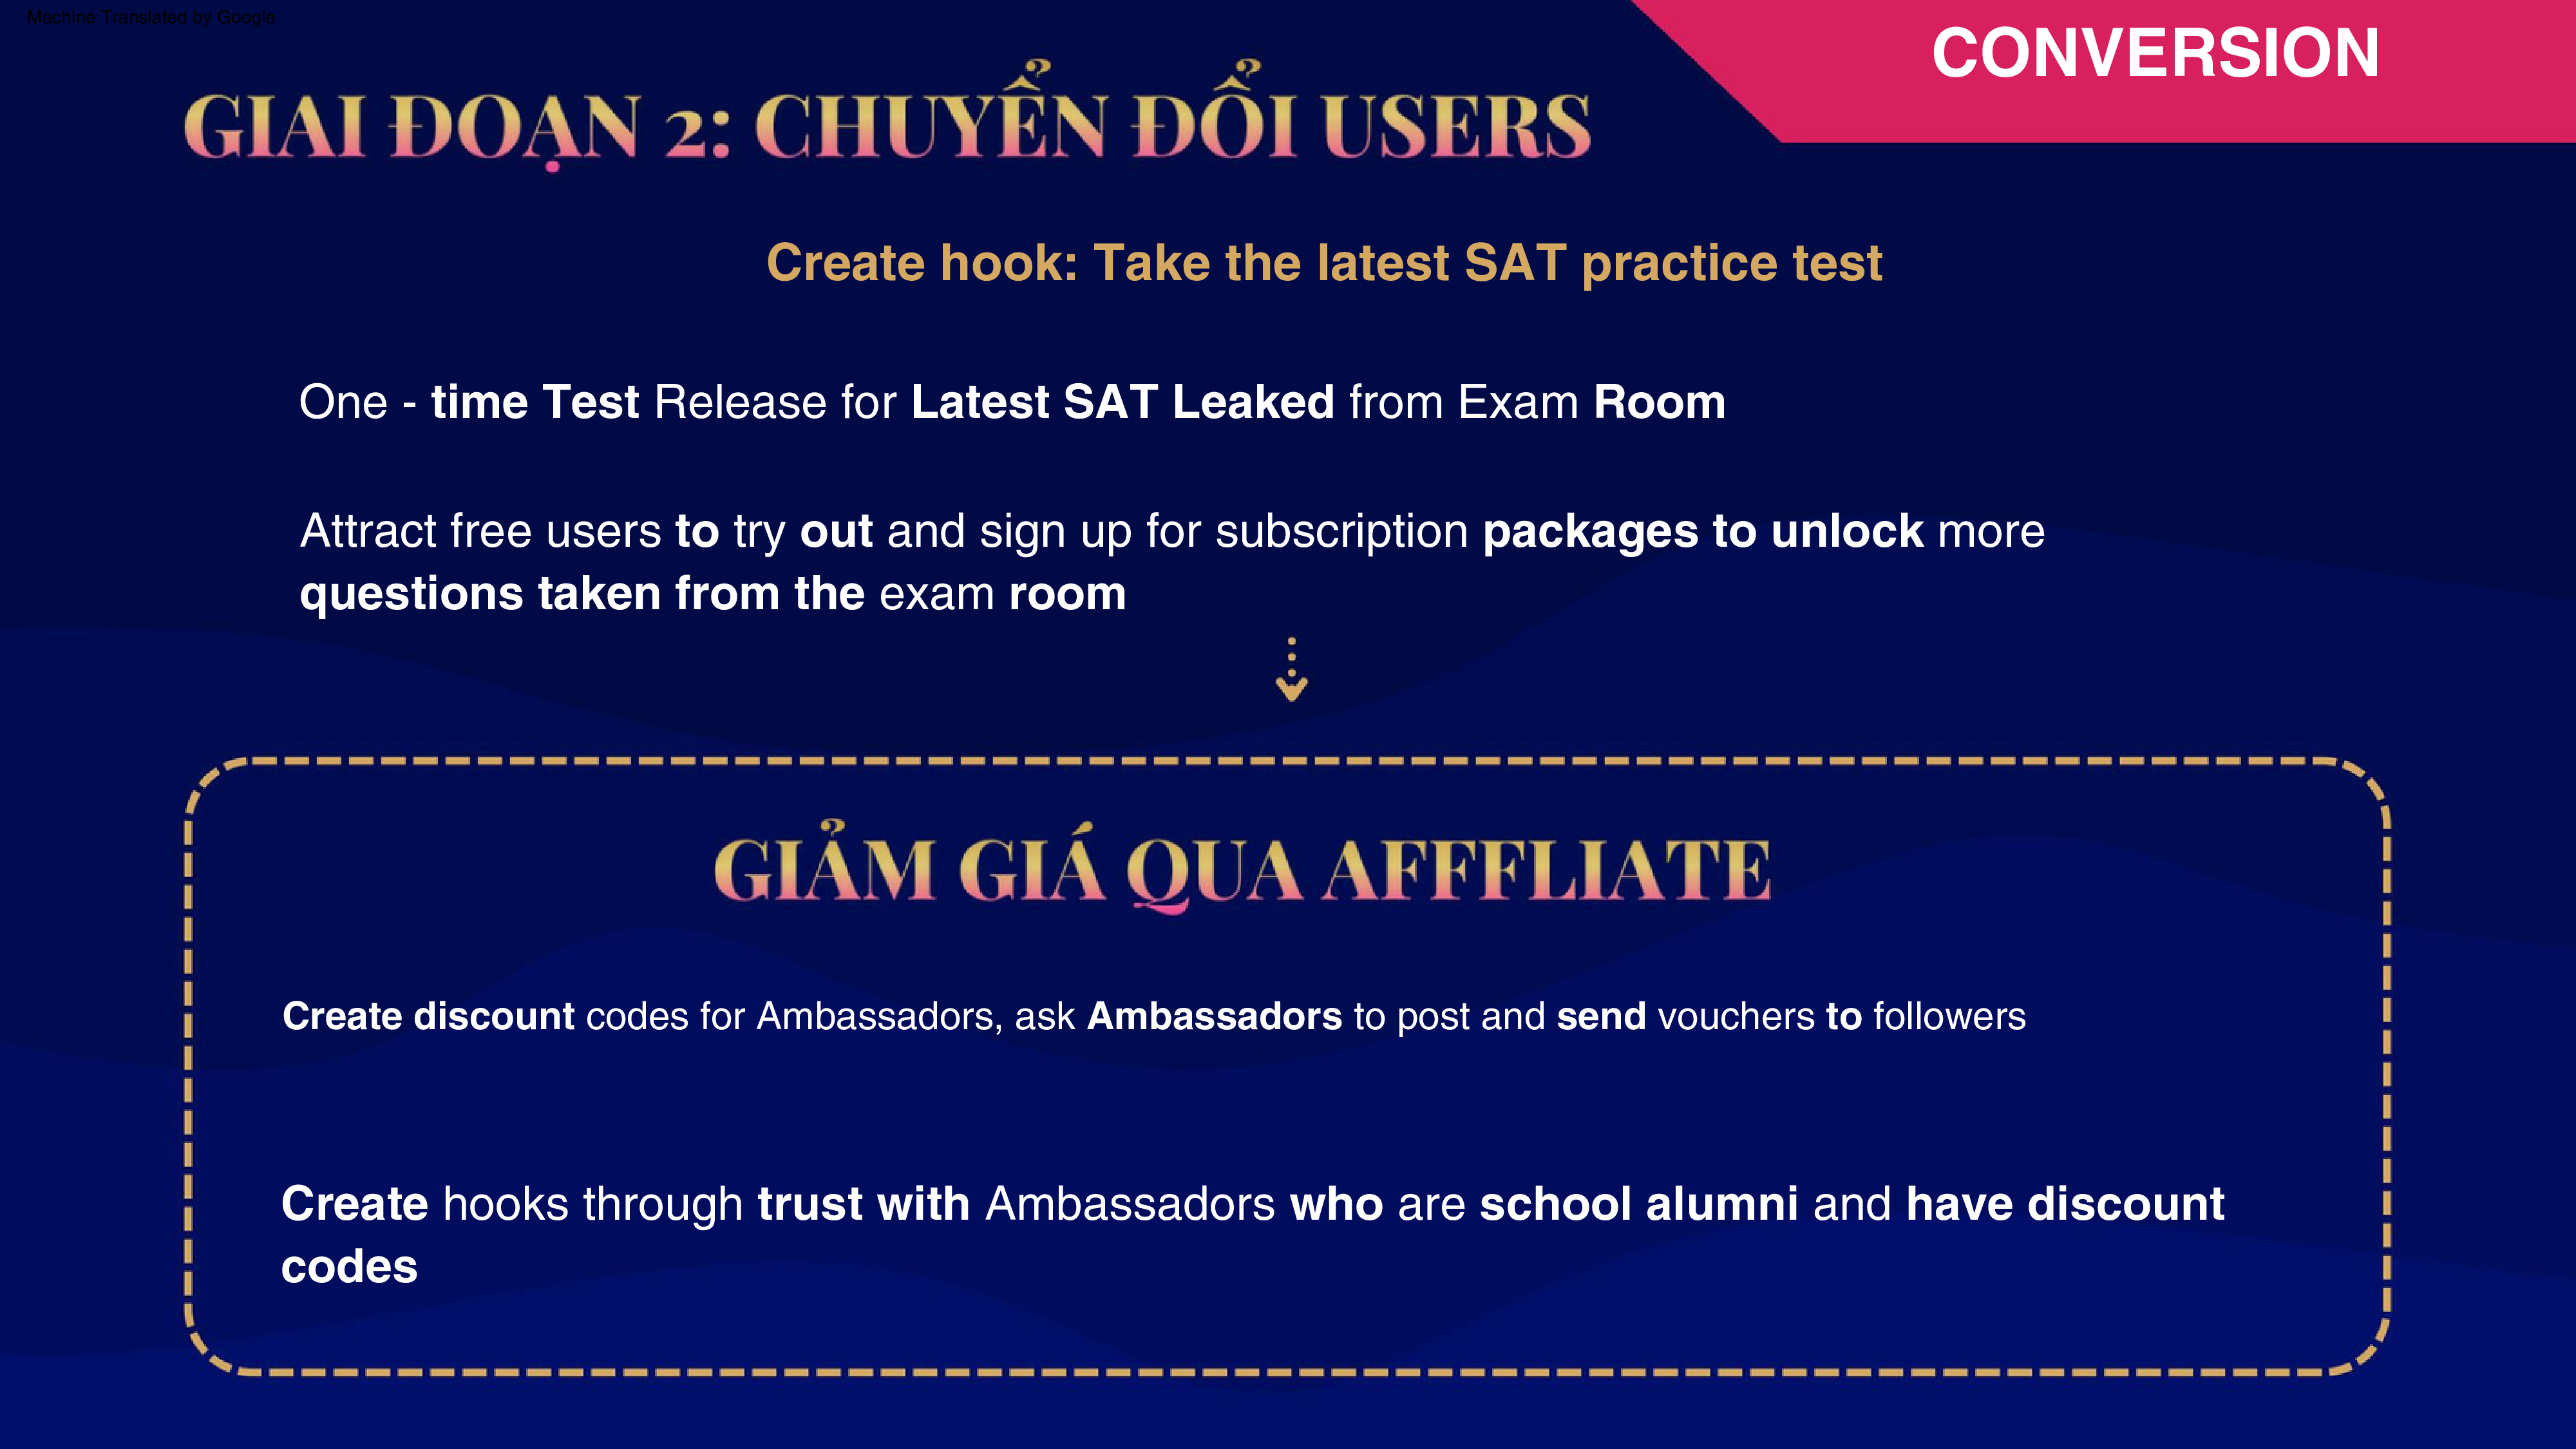 Machine Translated by Google
CONVERSION
GIAI ĐOẠN 2: CHUYỂN ĐỔI USERS
Create hook: Take the latest SAT practice test
One - time Test Release for Latest SAT Leaked from Exam Room
Attract free users to try out and sign up for subscription packages to unlock more
questions taken from the exam room
GIẢM GIÁ QUA AFFFLIATE
Create discount codes for Ambassadors, ask Ambassadors to post and send vouchers to followers
Create hooks through trust with Ambassadors who are school alumni and have discount
codes